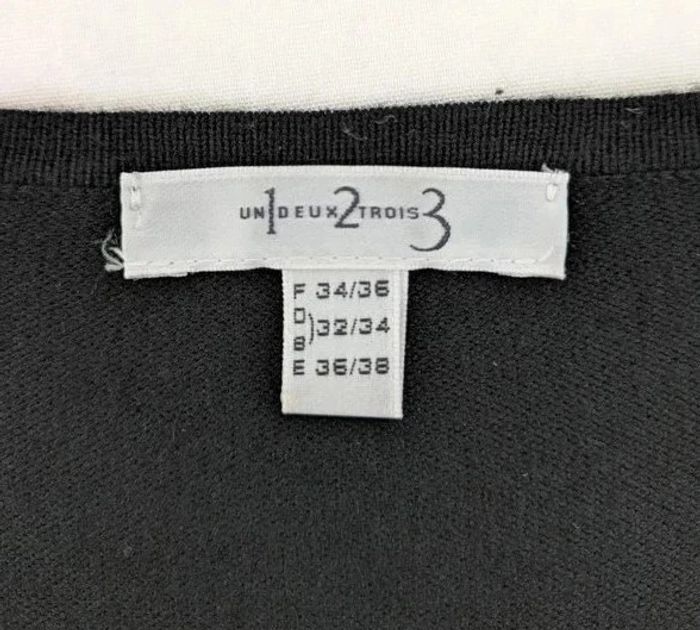 UN1DEUX2TROIS3
F 34/36
D
B)32/34
E 36/38